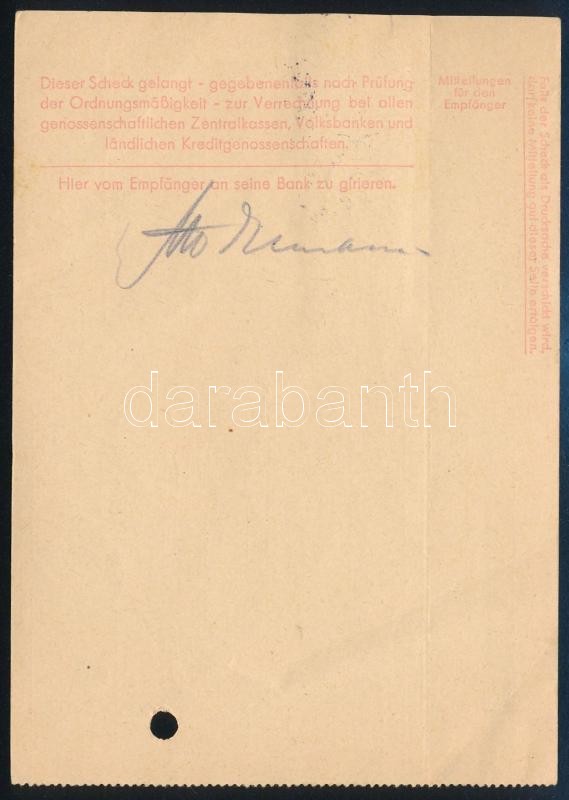 Dieser Scheck gelangt - gegebenenfalls nach Prüfung
der Ordnungsmäßigkeit - zur Verrechnung bei allen
genossenschaftlichen Zentralkassen, Volksbanken und
ländlichen Kreditgenossenschaften.
Hier vom Empfänger an seine Bank zu girieren.
Otto
Mitteilungen
für den
Empfänger
Falls der Scheck als Drucksache verschickt wird,
darf keine Mitteilung auf dieser Seite erfolgen.
darabanth